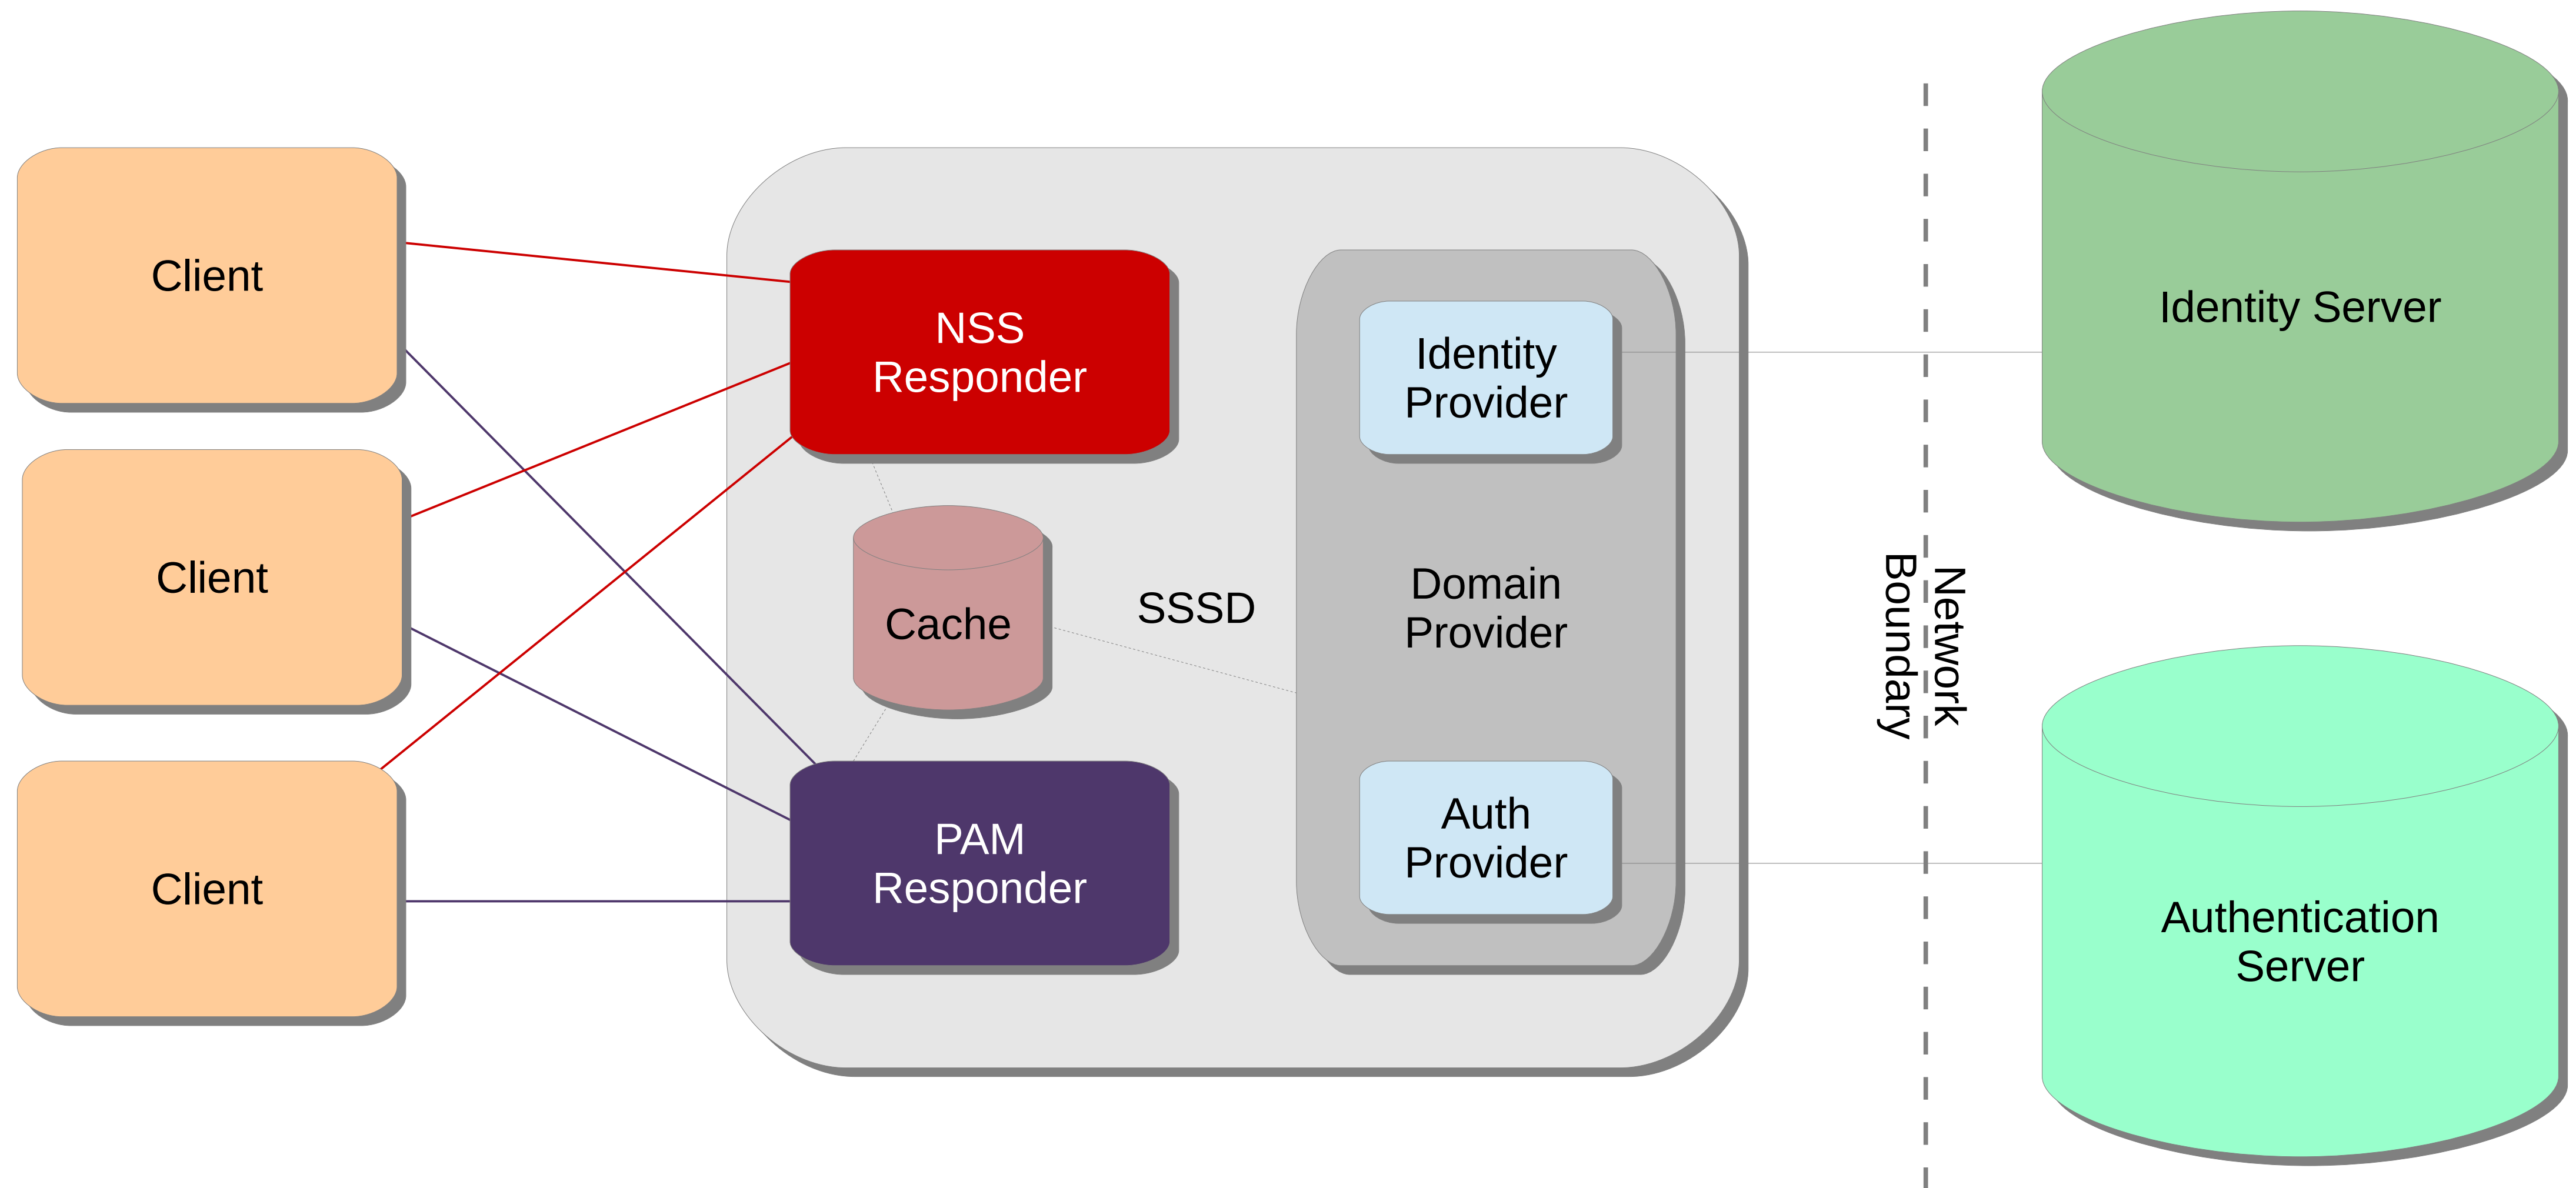 Client
Client
Client
NSS
Responder
Cache
SSSD
PAM
Responder
Identity
Provider
Domain
Provider
Auth
Provider
Network
Boundary
Identity Server
Authentication
Server